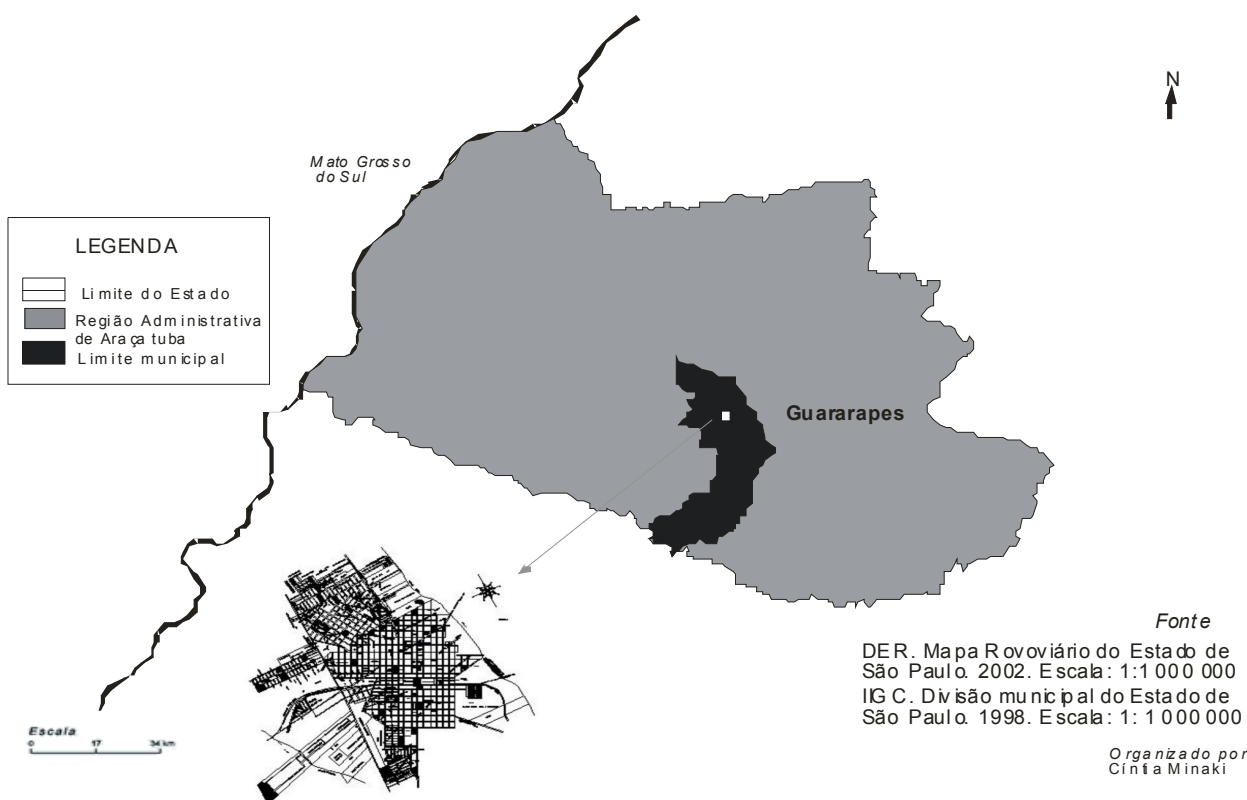 N
Mato Grosso
do Sul
LEGENDA
Limite do Estado
Região Administrativa
de Araçatuba
Limite municipal
Guararapes
Fonte
DER. Mapa Rovoviário do Estado de
São Paulo. 2002. Escala: 1:1 000 000
IIGC. Divisão municipal do Estado de
São Paulo. 1998. Escala: 1: 1 000 000
Organizado por
Cíntia Minaki
Escala
0 17 34 km